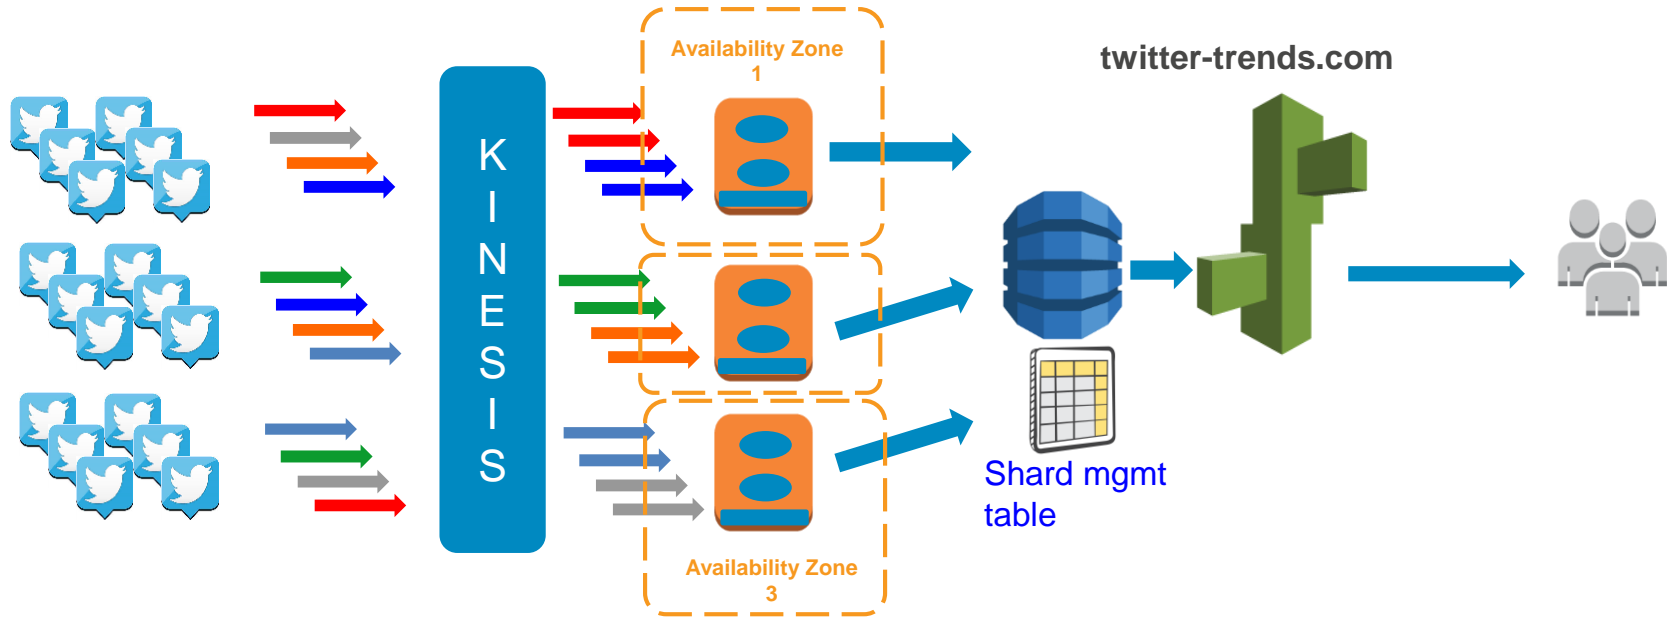 Availability Zone
1
twitter-trends.com
K
I
N
E
S
I
S
Shard mgmt
table
Availability Zone
3